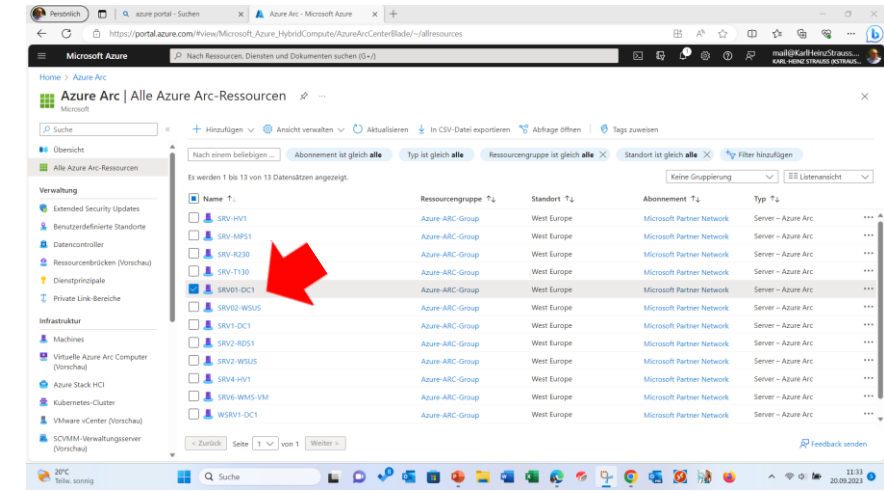 Persönlich
azure portal - Suchen
Azure Arc - Microsoft Azure
https://portal.azure.com/#view/Microsoft_Azure_HybridCompute/AzureArcCenterBlade/~/allresources
Microsoft Azure
Nach Ressourcen, Diensten und Dokumenten suchen (G+/)
mail@KarlHeinzStrauss....
KARL-HEINZ STRAUSS (KSTRAUS...
Home > Azure Arc
Azure Arc | Alle Azure Arc-Ressourcen
Microsoft
Suche
Übersicht
Alle Azure Arc-Ressourcen
Verwaltung
Extended Security Updates
Benutzerdefinierte Standorte
Datencontroller
Ressourcenbrücken (Vorschau)
Dienstprinzipale
Private Link-Bereiche
Infrastruktur
Machines
Virtuelle Azure Arc Computer
(Vorschau)
Azure Stack HCI
Kubernetes-Cluster
VMware vCenter (Vorschau)
SCVMM-Verwaltungsserver
(Vorschau)
Hinzufügen Ansicht verwalten Aktualisieren In CSV-Datei exportieren Abfrage öffnen Tags zuweisen
Nach einem beliebigen ... Abonnement ist gleich alle Typ ist gleich alle Ressourcengruppe ist gleich alle Standort ist gleich alle Filter hinzufügen
Es werden 1 bis 13 von 13 Datensätzen angezeigt.
Keine Gruppierung Listenansicht
Name Ressourcengruppe Standort Abonnement Typ
SRV-HV1 Azure-ARC-Group West Europe Microsoft Partner Network Server – Azure Arc
SRV-MPS1 Azure-ARC-Group West Europe Microsoft Partner Network Server – Azure Arc
SRV-R230 Azure-ARC-Group West Europe Microsoft Partner Network Server – Azure Arc
SRV-T130 Azure-ARC-Group West Europe Microsoft Partner Network Server – Azure Arc
SRV01-DC1 Azure-ARC-Group West Europe Microsoft Partner Network Server – Azure Arc
SRV02-WSUS Azure-ARC-Group West Europe Microsoft Partner Network Server – Azure Arc
SRV1-DC1 Azure-ARC-Group West Europe Microsoft Partner Network Server – Azure Arc
SRV2-RDS1 Azure-ARC-Group West Europe Microsoft Partner Network Server – Azure Arc
SRV2-WSUS Azure-ARC-Group West Europe Microsoft Partner Network Server – Azure Arc
SRV4-HV1 Azure-ARC-Group West Europe Microsoft Partner Network Server – Azure Arc
SRV6-WMS-VM Azure-ARC-Group West Europe Microsoft Partner Network Server – Azure Arc
WSRV1-DC1 Azure-ARC-Group West Europe Microsoft Partner Network Server – Azure Arc
< Zurück Seite 1 von 1 Weiter >
Feedback senden
20°C
Teilw. sonnig
Suche
11:33
20.09.2023